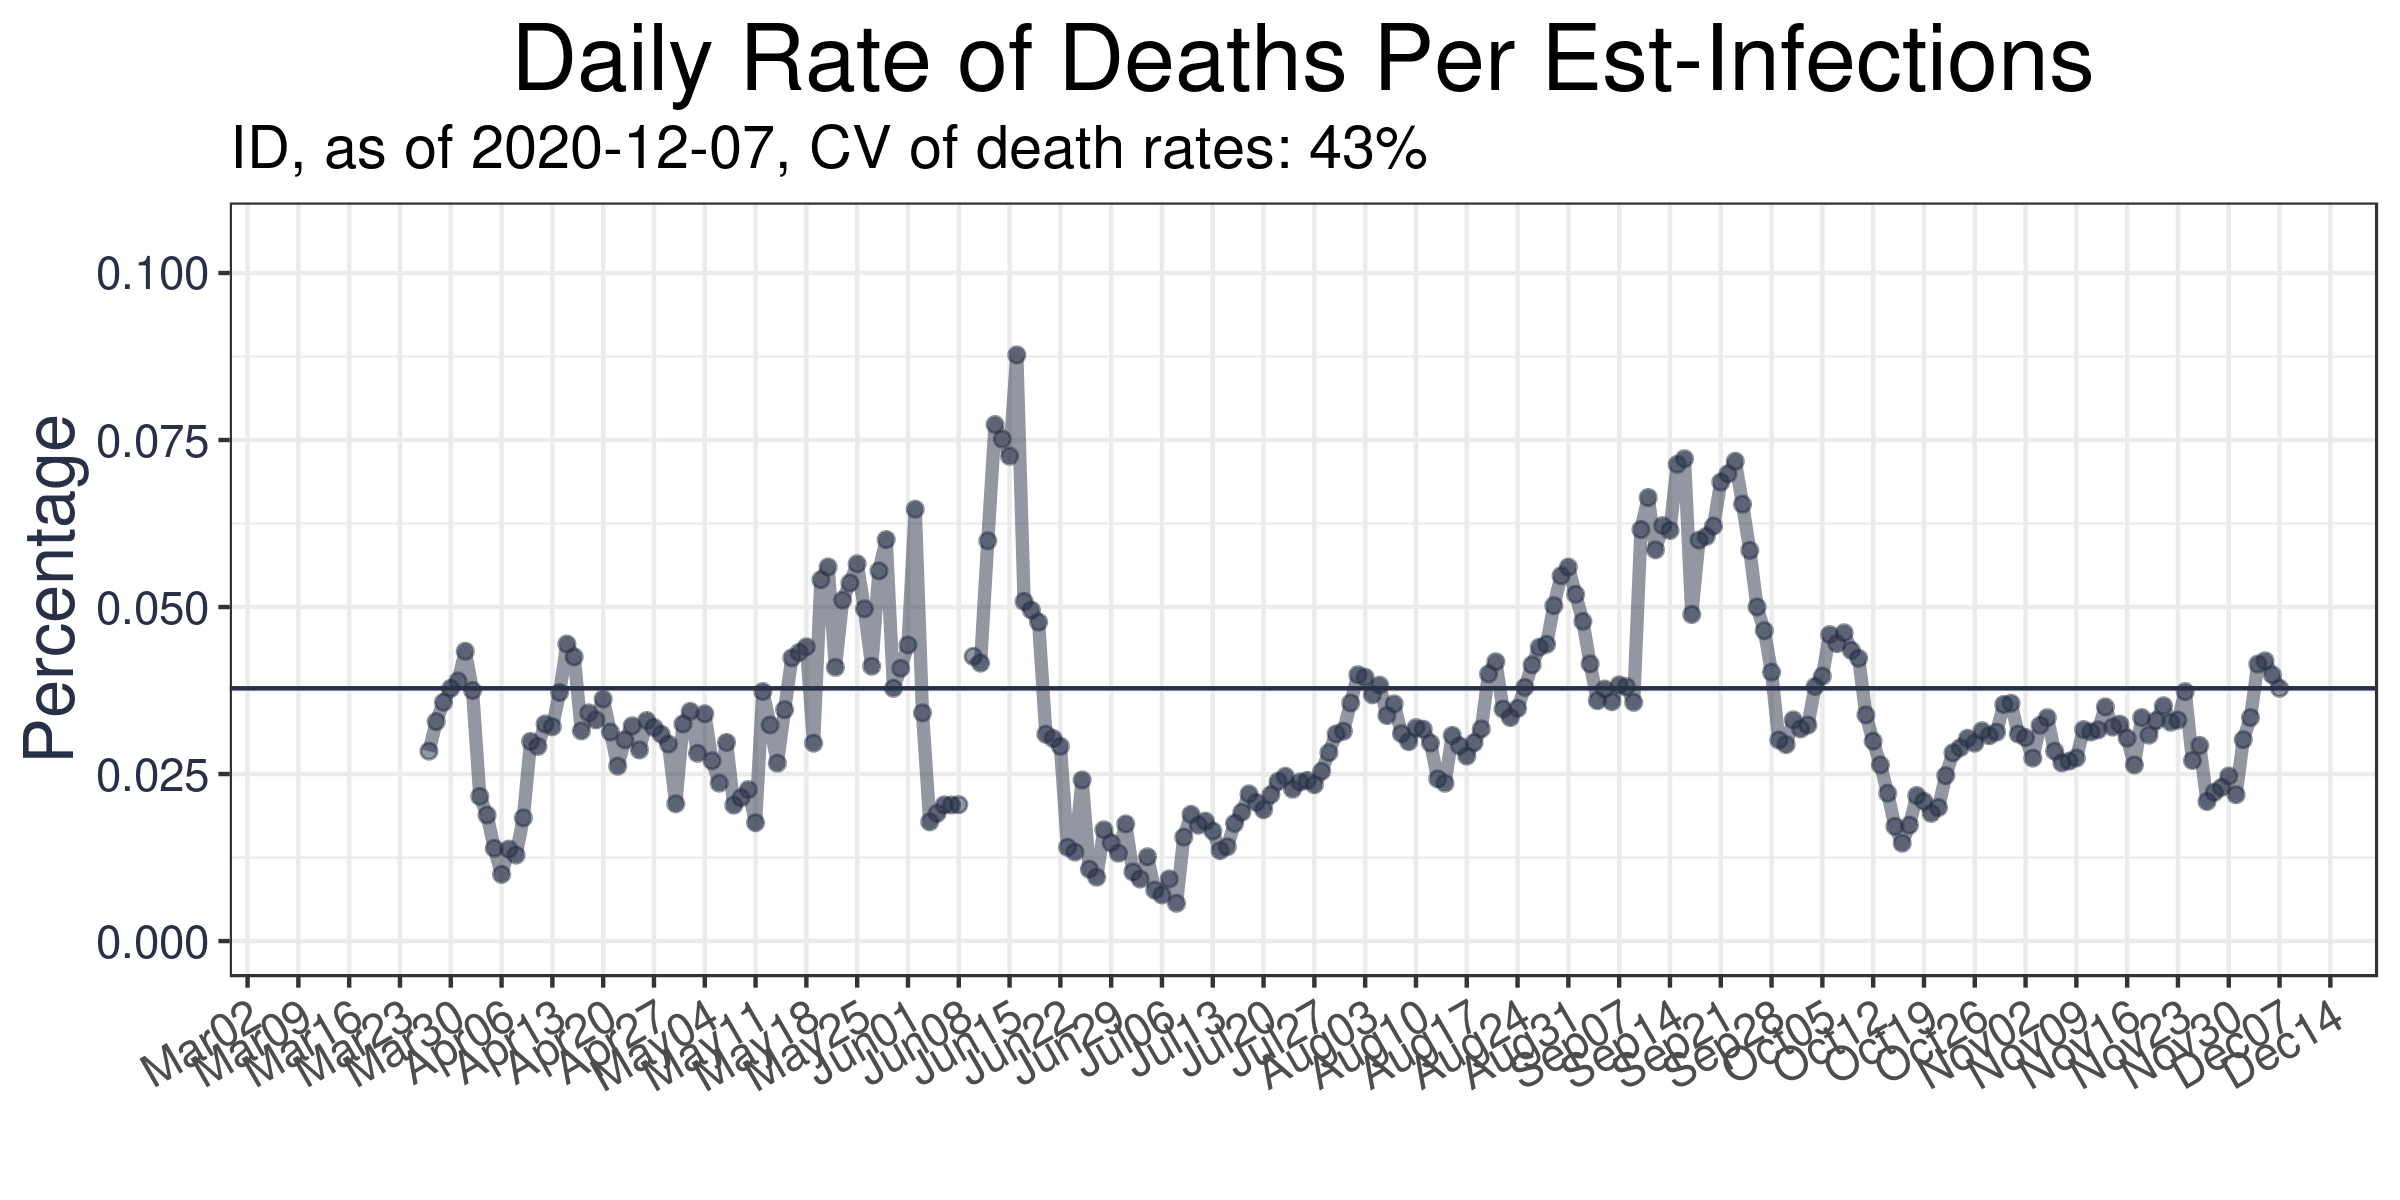 Daily Rate of Deaths Per Est-Infections
ID, as of 2020-12-07, CV of death rates: 43%
Percentage
0.100
0.075
0.050
0.025
0.000
Mar02
Mar09
Mar16
Mar23
Mar30
Apr06
Apr13
Apr20
Apr27
May04
May11
May18
May25
Jun01
Jun08
Jun15
Jun22
Jun29
Jul06
Jul13
Jul20
Jul27
Aug03
Aug10
Aug17
Aug24
Aug31
Sep07
Sep14
Sep21
Sep28
Oct05
Oct12
Oct19
Oct26
Nov02
Nov09
Nov16
Nov23
Nov30
Dec07
Dec14